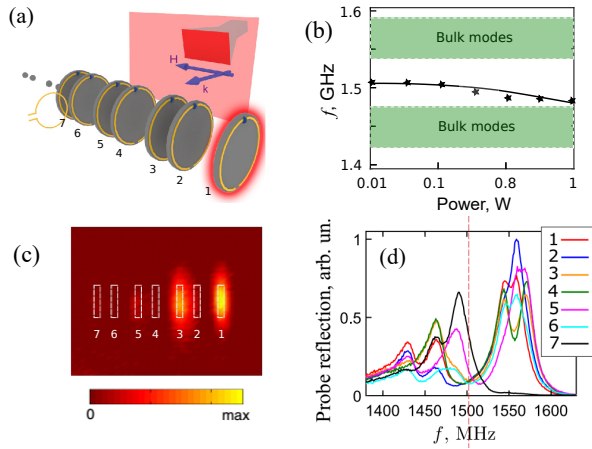 (a)
H
k
7
6
5
4
3
2
1
(b)
f, GHz
1.6
1.5
1.4
Bulk modes
Bulk modes
0.01
0.1
0.8
1
Power, W
(c)
7 6 5 4 3 2 1
0 max
(d)
Probe reflection, arb. un.
1
0.5
0
1400 1450 1500 1550 1600
f, MHz
1
2
3
4
5
6
7